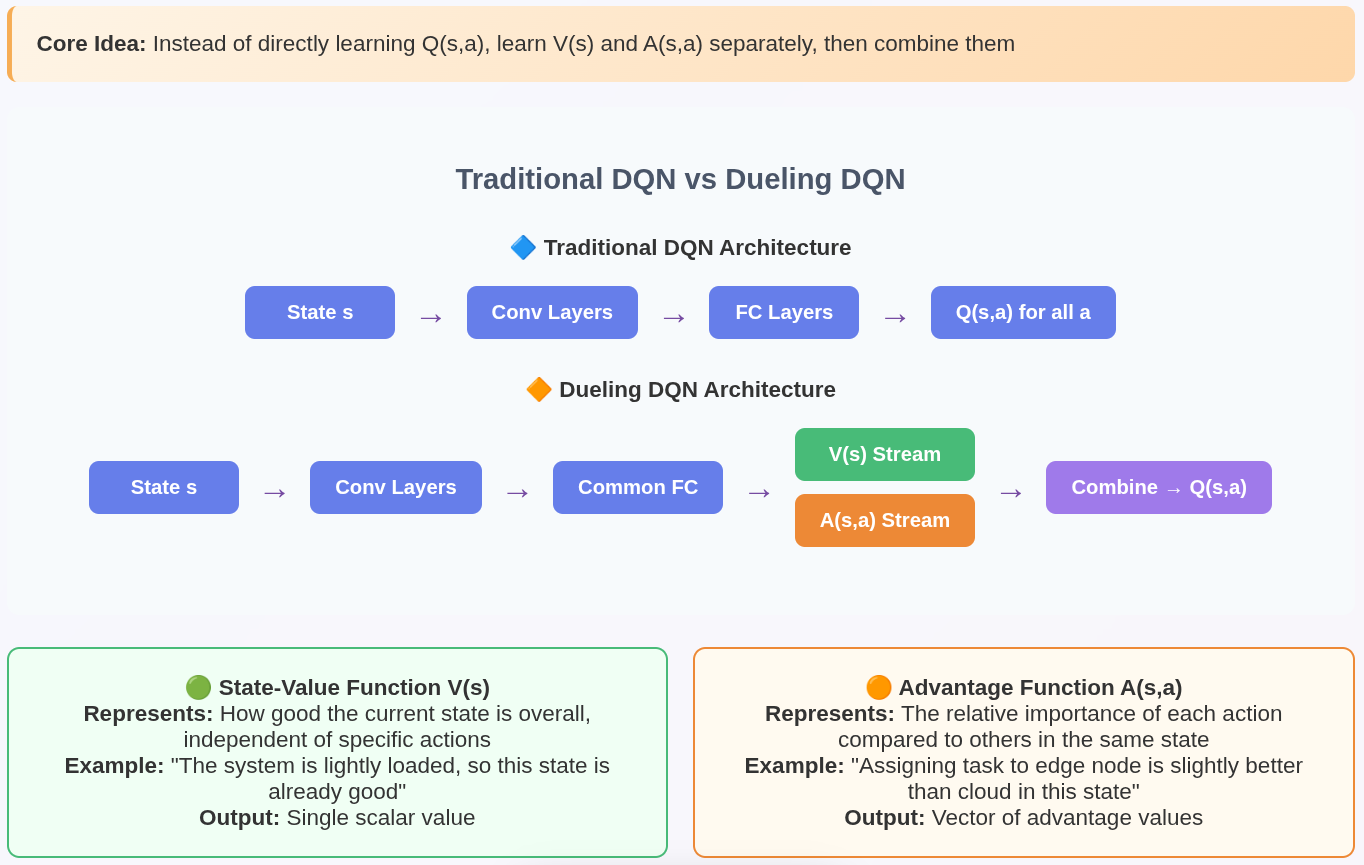 Core Idea: Instead of directly learning Q(s,a), learn V(s) and A(s,a) separately, then combine them
Traditional DQN vs Dueling DQN
🔷 Traditional DQN Architecture
State s → Conv Layers → FC Layers → Q(s,a) for all a
🔶 Dueling DQN Architecture
V(s) Stream
State s → Conv Layers → Common FC → → Combine → Q(s,a)
A(s,a) Stream
🟢 State-Value Function V(s)
Represents: How good the current state is overall,
independent of specific actions
Example: "The system is lightly loaded, so this state is
already good"
Output: Single scalar value
🟠 Advantage Function A(s,a)
Represents: The relative importance of each action
compared to others in the same state
Example: "Assigning task to edge node is slightly better
than cloud in this state"
Output: Vector of advantage values